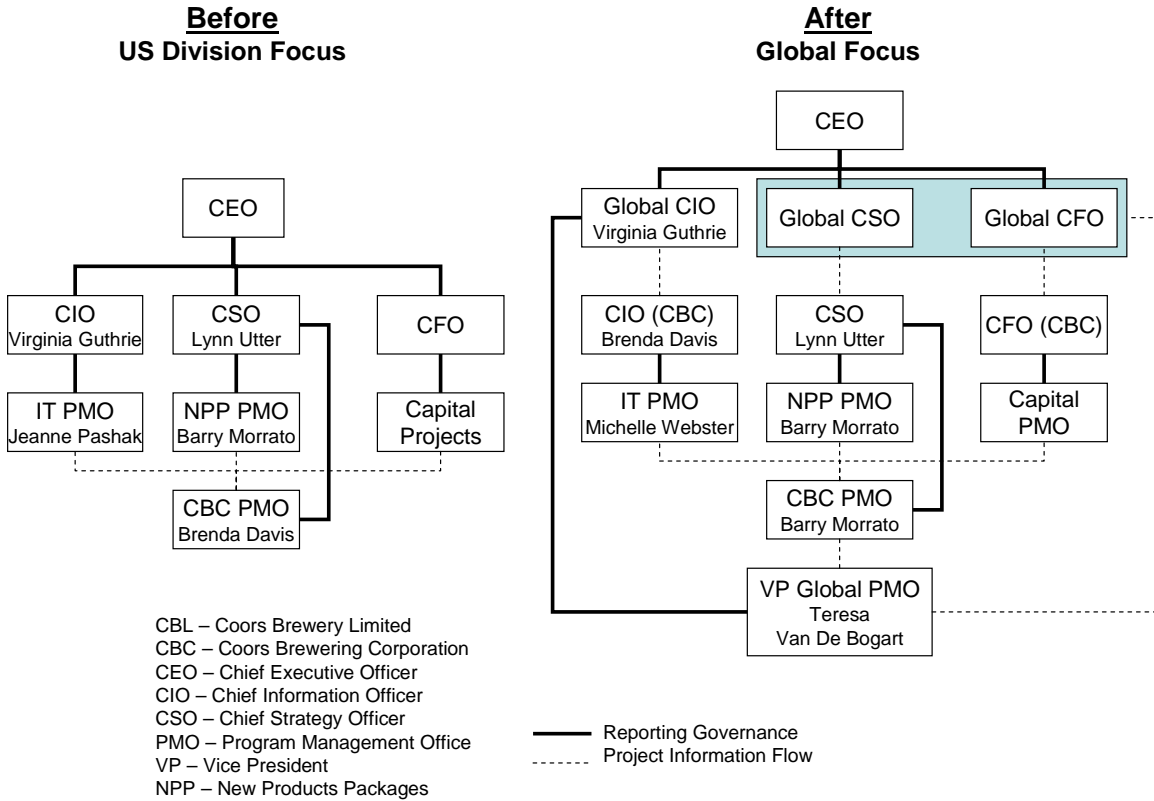 Before
US Division Focus
CEO
CIO
Virginia Guthrie
CSO
Lynn Utter
CFO
IT PMO
Jeanne Pashak
NPP PMO
Barry Morrato
Capital
Projects
CBC PMO
Brenda Davis
After
Global Focus
CEO
Global CIO
Virginia Guthrie
Global CSO
Global CFO
CIO (CBC)
Brenda Davis
CSO
Lynn Utter
CFO (CBC)
IT PMO
Michelle Webster
NPP PMO
Barry Morrato
Capital
PMO
CBC PMO
Barry Morrato
VP Global PMO
Teresa
Van De Bogart
CBL – Coors Brewery Limited
CBC – Coors Brewering Corporation
CEO – Chief Executive Officer
CIO – Chief Information Officer
CSO – Chief Strategy Officer
PMO – Program Management Office
VP – Vice President
NPP – New Products Packages
Reporting Governance
Project Information Flow